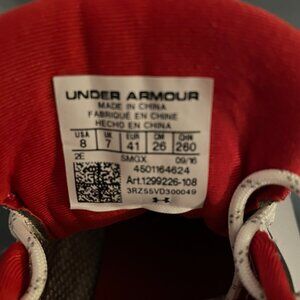 UNDER ARMOUR
MADE IN CHINA
FABRIQUÉ EN CHINE
HECHO EN CHINA
USA UK EUR CM CHN
8 7 41 26 260
2E SMGX 09/16
4501164624
Art.1299226-108
3RZ55VD300049